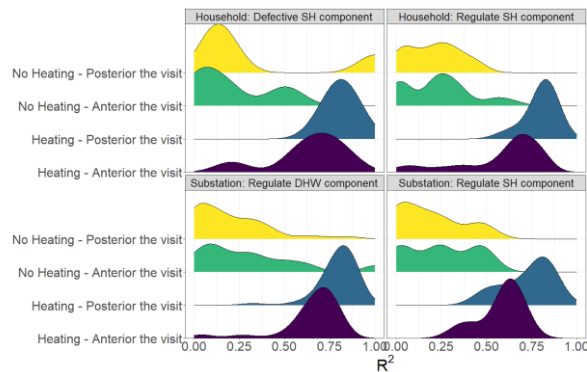 Household: Defective SH component
Household: Regulate SH component
No Heating - Posterior the visit
No Heating - Anterior the visit
Heating - Posterior the visit
Heating - Anterior the visit
Substation: Regulate DHW component
Substation: Regulate SH component
No Heating - Posterior the visit
No Heating - Anterior the visit
Heating - Posterior the visit
Heating - Anterior the visit
0.00 0.25 0.50 0.75 1.00 0.00 0.25 0.50 0.75 1.00
R²